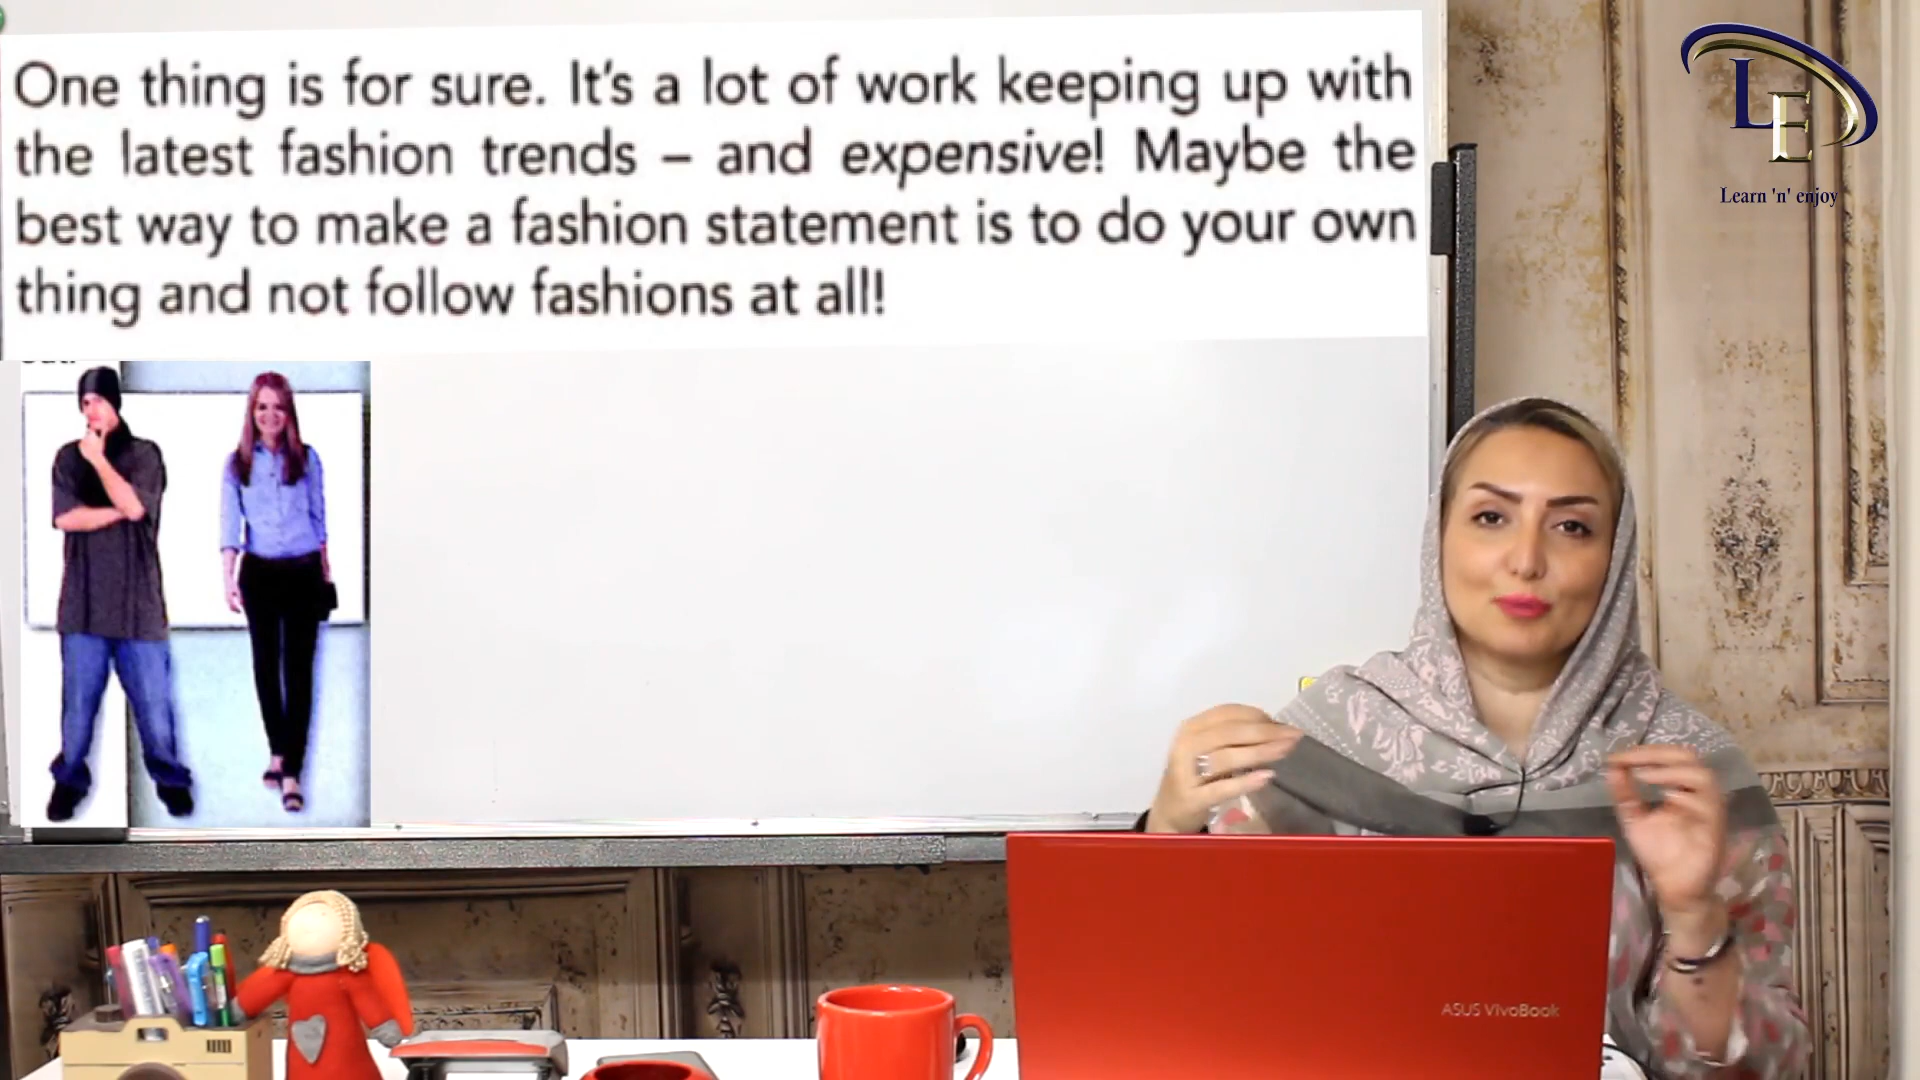 One thing is for sure. It's a lot of work keeping up with
the latest fashion trends – and expensive! Maybe the
best way to make a fashion statement is to do your own
thing and not follow fashions at all!
LE
Learn 'n' enjoy
ASUS VivoBook